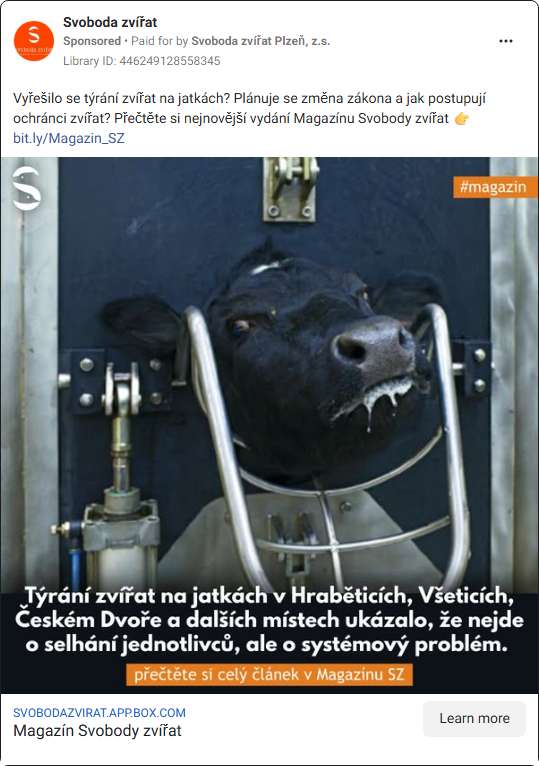 Svoboda zvířat
Sponsored • Paid for by Svoboda zvířat Plzeň, z.s.
Library ID: 446249128558345
Vyřešilo se týrání zvířat na jatkách? Plánuje se změna zákona a jak postupují
ochránci zvířat? Přečtěte si nejnovější vydání Magazínu Svobody zvířat 👉
bit.ly/Magazin_SZ
#magazin
Týrání zvířat na jatkách v Hraběticích, Všeticích,
Českém Dvoře a dalších místech ukázalo, že nejde
o selhání jednotlivců, ale o systémový problém.
přečtěte si celý článek v Magazínu SZ
SVOBODAZVIRAT.APP.BOX.COM
Magazín Svobody zvířat
Learn more